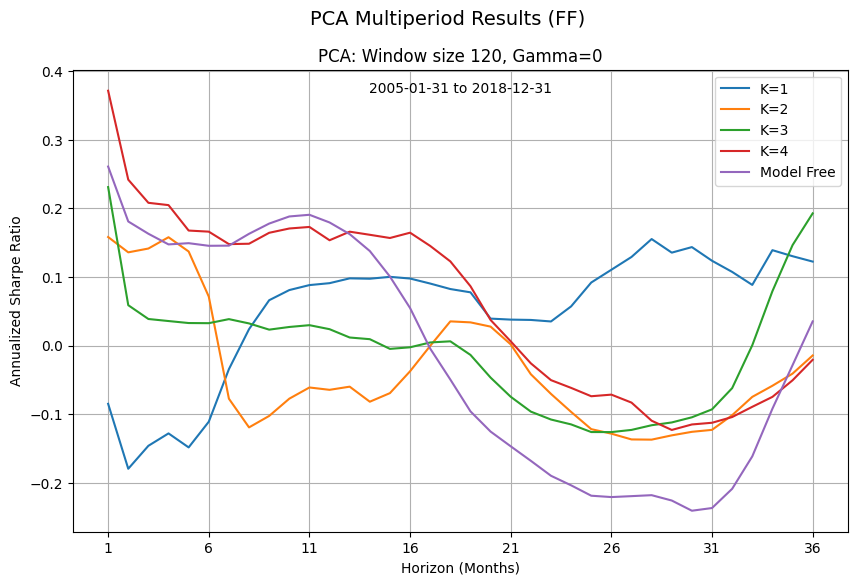 PCA Multiperiod Results (FF)
PCA: Window size 120, Gamma=0
2005-01-31 to 2018-12-31
K=1
K=2
K=3
K=4
Model Free
Annualized Sharpe Ratio
0.4
0.3
0.2
0.1
0.0
−0.1
−0.2
1 6 11 16 21 26 31 36
Horizon (Months)